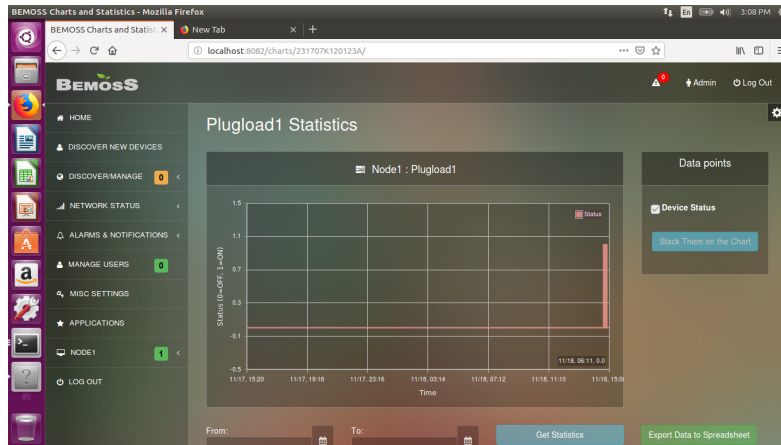 BEMOSS Charts and Statistics - Mozilla Firefox
En
3:08 PM
BEMOSS Charts and Statist
New Tab
localhost:8082/charts/231707K120123A/
BEMOSS
0
Admin
Log Out
HOME
DISCOVER NEW DEVICES
DISCOVER/MANAGE 0
NETWORK STATUS
ALARMS & NOTIFICATIONS
MANAGE USERS 0
MISC SETTINGS
APPLICATIONS
NODE1 1
LOG OUT
Plugload1 Statistics
Node1 : Plugload1
Status
Status (0=OFF, 1=ON)
1.5
1.1
0.7
0.3
-0.1
-0.5
11/18, 06:11, 0.0
11/17, 15:20 11/17, 19:18 11/17, 23:16 11/18, 03:14 11/18, 07:12 11/18, 11:10 11/18, 15:0
Time
Data points
Device Status
Stack Them on the Chart
From:
To:
Get Statistics
Export Data to Spreadsheet